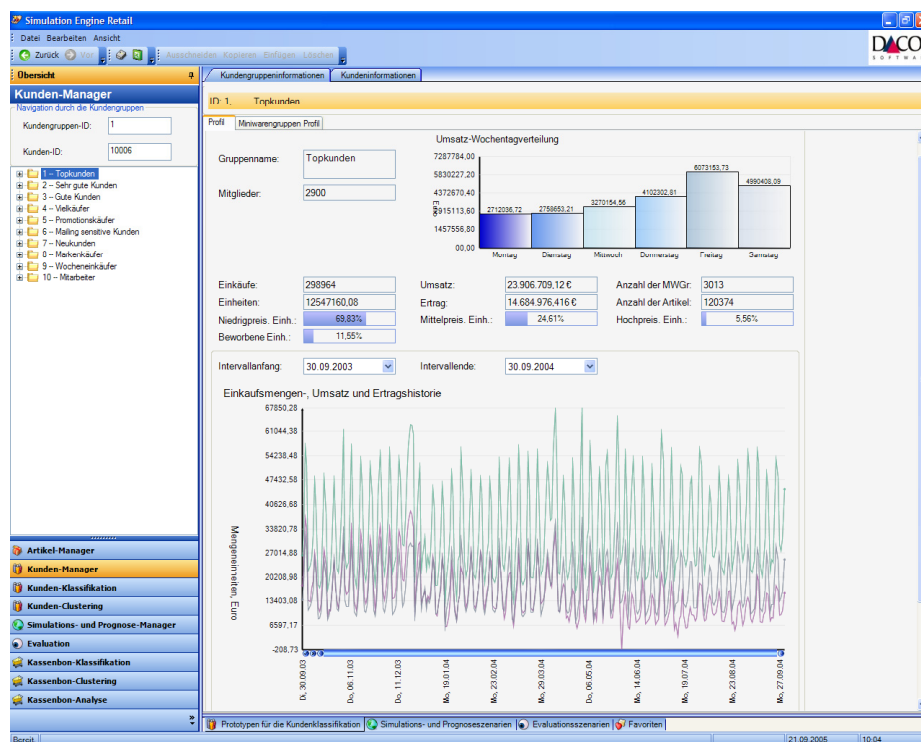 Simulation Engine Retail
Datei Bearbeiten Ansicht
Zurück Vor Ausschneiden Kopieren Einfügen Löschen
DACOS
SOFTWARE
Übersicht
Kunden-Manager
Navigation durch die Kundengruppen
Kundengruppen-ID: 1
Kunden-ID: 10006
1 – Topkunden
2 – Sehr gute Kunden
3 – Gute Kunden
4 – Vielkäufer
5 – Promotionskäufer
6 – Mailing sensitive Kunden
7 – Neukunden
8 – Markenkäufer
9 – Wocheneinkäufer
10 – Mitarbeiter
Artikel-Manager
Kunden-Manager
Kunden-Klassifikation
Kunden-Clustering
Simulations- und Prognose-Manager
Evaluation
Kassenbon-Klassifikation
Kassenbon-Clustering
Kassenbon-Analyse
Kundengruppeninformationen Kundeninformationen
ID: 1, Topkunden
Profil Miniwarengruppen Profil
Gruppenname: Topkunden
Mitglieder: 2900
Umsatz-Wochentagverteilung
Euro
7287784,00
5830227,20
4372670,40
2915113,60
1457556,80
00,00
2712036,72 2758653,21 3270154,56 4102302,81 6073153,73 4990408,09
Montag Dienstag Mittwoch Donnerstag Freitag Samstag
Einkäufe: 298964 Umsatz: 23.906.709,12 € Anzahl der MWGr: 3013
Einheiten: 12547160,08 Ertrag: 14.684.976,416 € Anzahl der Artikel: 120374
Niedrigpreis. Einh.: 69,83% Mittelpreis. Einh.: 24,61% Hochpreis. Einh.: 5,56%
Beworbene Einh.: 11,55%
Intervallanfang: 30.09.2003 Intervallende: 30.09.2004
Einkaufsmengen-, Umsatz und Ertragshistorie
Mengeneinheiten, Euro
67850,28
61044,38
54238,48
47432,58
40626,68
33820,78
27014,88
20208,98
13403,08
6597,17
-208,73
Di, 30.09.03
Do, 06.11.03
Do, 11.12.03
Mo, 19.01.04
Mo, 23.02.04
Mo, 29.03.04
Do, 06.05.04
Mo, 14.06.04
Mo, 19.07.04
Mo, 23.08.04
Mo, 27.09.04
Prototypen für die Kundenklassifikation Simulations- und Prognoseszenarien Evaluationsszenarien Favoriten
Bereit 21.09.2005 10:04